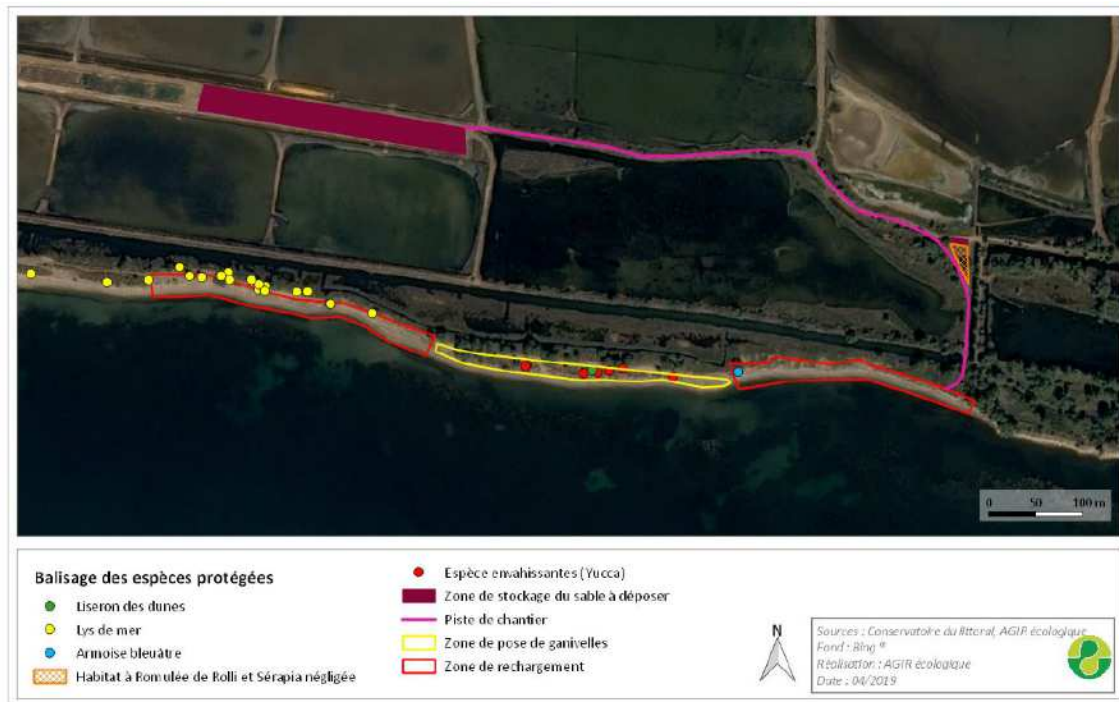 0 50 100 m
Balisage des espèces protégées
Liseron des dunes
Lys de mer
Armoise bleuâtre
Habitat à Romulée de Rolli et Sérapia négligée
Espèce envahissantes (Yucca)
Zone de stockage du sable à déposer
Piste de chantier
Zone de pose de ganivelles
Zone de rechargement
N
Sources : Conservatoire du littoral, AGIR écologique
Fond : Bing ®
Réalisation : AGIR écologique
Date : 04/2019